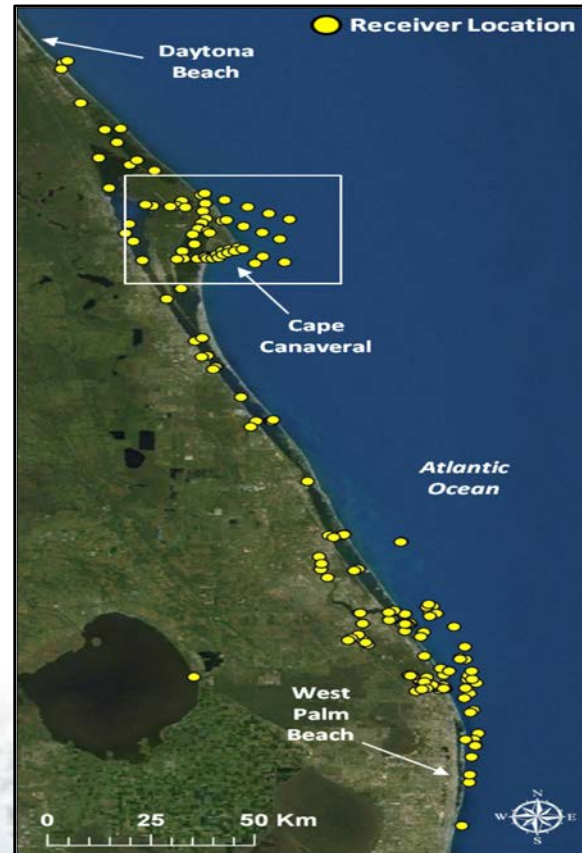 Receiver Location
Daytona
Beach
Cape
Canaveral
Atlantic
Ocean
West
Palm
Beach
0 25 50 Km
N
W E
S